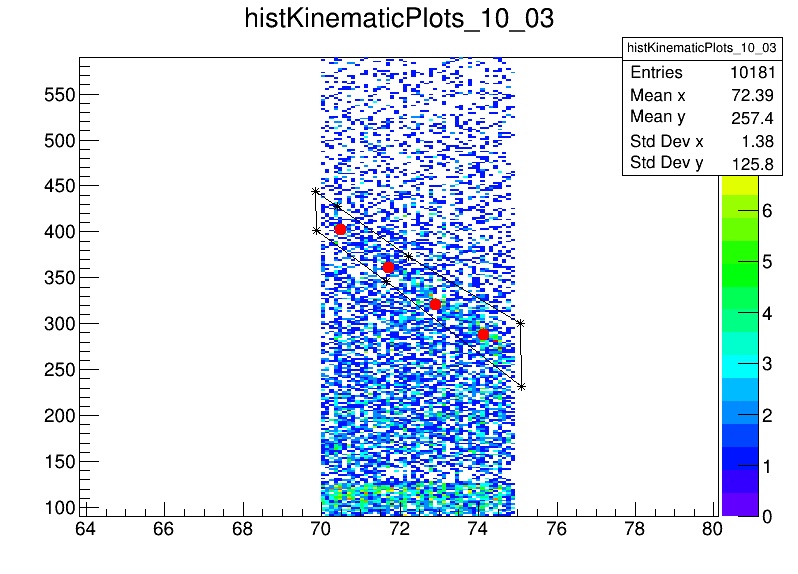 histKinematicPlots_10_03
histKinematicPlots_10_03
Entries 10181
Mean x 72.39
Mean y 257.4
Std Dev x 1.38
Std Dev y 125.8
550
500
450
400
350
300
250
200
150
100
64 66 68 70 72 74 76 78 80
6
5
4
3
2
1
0